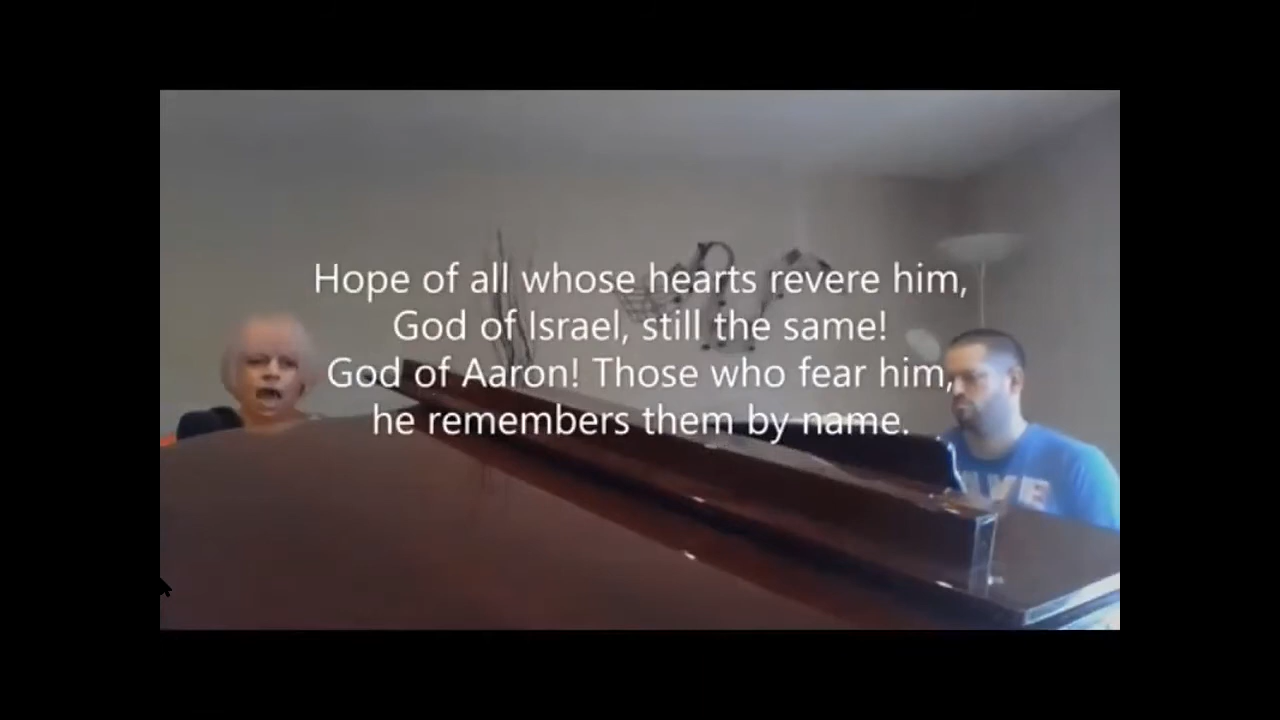 Hope of all whose hearts revere him,
God of Israel, still the same!
God of Aaron! Those who fear him,
he remembers them by name.